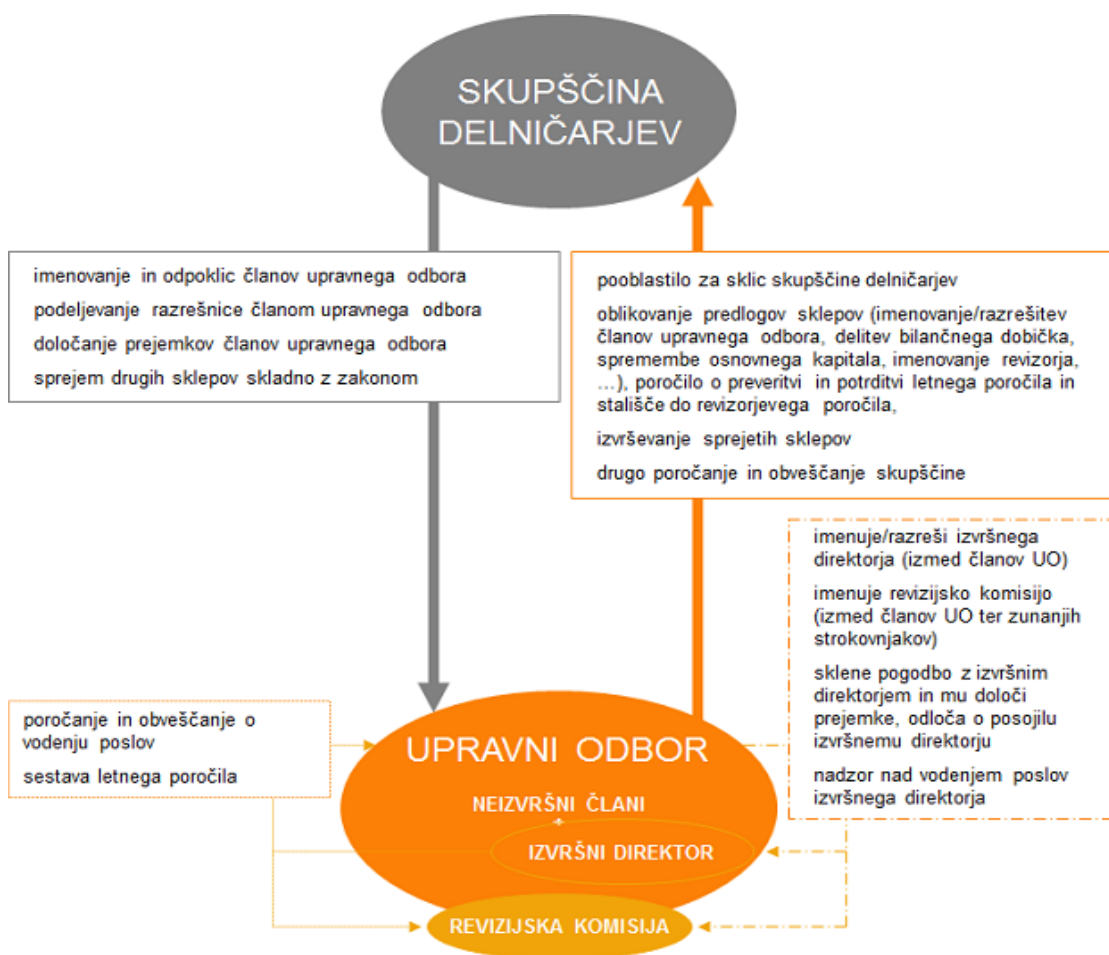 SKUPŠČINA
DELNIČARJEV
imenovanje in odpoklic članov upravnega odbora
podeljevanje razrešnice članom upravnega odbora
določanje prejemkov članov upravnega odbora
sprejem drugih sklepov skladno z zakonom
pooblastilo za sklic skupščine delničarjev
oblikovanje predlogov sklepov (imenovanje/razrešitev
članov upravnega odbora, delitev bilančnega dobička,
spremembe osnovnega kapitala, imenovanje revizorja,
…), poročilo o preveritvi in potrditvi letnega poročila in
stališče do revizorjevega poročila,
izvrševanje sprejetih sklepov
drugo poročanje in obveščanje skupščine
imenuje/razreši izvršnega
direktorja (izmed članov UO)
imenuje revizijsko komisijo
(izmed članov UO ter zunanjih
strokovnjakov)
sklene pogodbo z izvršnim
direktorjem in mu določi
prejemke, odloča o posojilu
izvršnemu direktorju
nadzor nad vodenjem poslov
izvršnega direktorja
poročanje in obveščanje o
vodenju poslov
sestava letnega poročila
UPRAVNI ODBOR
NEIZVRŠNI ČLANI
+
IZVRŠNI DIREKTOR
REVIZIJSKA KOMISIJA